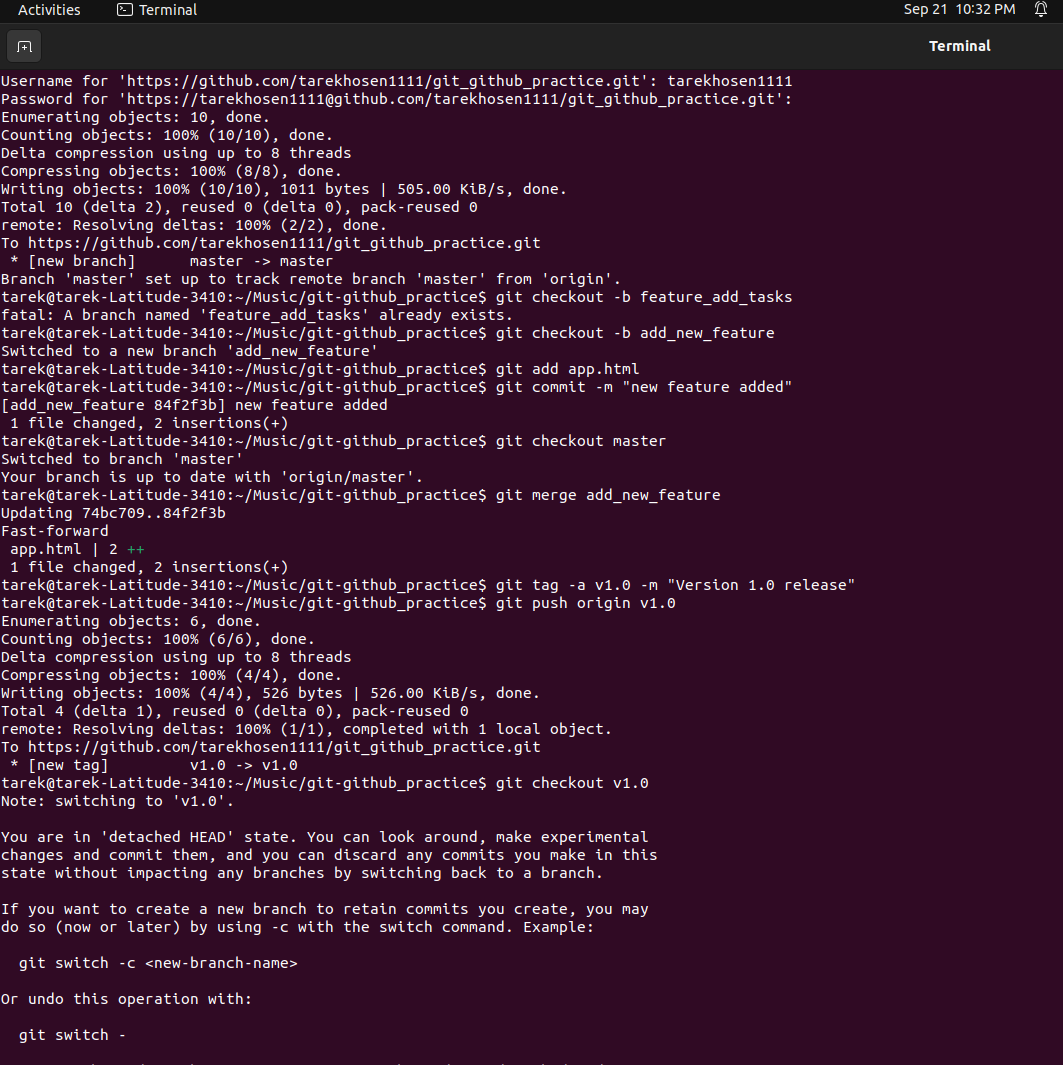 Activities Terminal Sep 21 10:32 PM
Terminal
Username for 'https://github.com/tarekhosen1111/git_github_practice.git': tarekhosen1111
Password for 'https://tarekhosen1111@github.com/tarekhosen1111/git_github_practice.git':
Enumerating objects: 10, done.
Counting objects: 100% (10/10), done.
Delta compression using up to 8 threads
Compressing objects: 100% (8/8), done.
Writing objects: 100% (10/10), 1011 bytes | 505.00 KiB/s, done.
Total 10 (delta 2), reused 0 (delta 0), pack-reused 0
remote: Resolving deltas: 100% (2/2), done.
To https://github.com/tarekhosen1111/git_github_practice.git
 * [new branch]      master -> master
Branch 'master' set up to track remote branch 'master' from 'origin'.
tarek@tarek-Latitude-3410:~/Music/git-github_practice$ git checkout -b feature_add_tasks
fatal: A branch named 'feature_add_tasks' already exists.
tarek@tarek-Latitude-3410:~/Music/git-github_practice$ git checkout -b add_new_feature
Switched to a new branch 'add_new_feature'
tarek@tarek-Latitude-3410:~/Music/git-github_practice$ git add app.html
tarek@tarek-Latitude-3410:~/Music/git-github_practice$ git commit -m "new feature added"
[add_new_feature 84f2f3b] new feature added
 1 file changed, 2 insertions(+)
tarek@tarek-Latitude-3410:~/Music/git-github_practice$ git checkout master
Switched to branch 'master'
Your branch is up to date with 'origin/master'.
tarek@tarek-Latitude-3410:~/Music/git-github_practice$ git merge add_new_feature
Updating 74bc709..84f2f3b
Fast-forward
 app.html | 2 ++
 1 file changed, 2 insertions(+)
tarek@tarek-Latitude-3410:~/Music/git-github_practice$ git tag -a v1.0 -m "Version 1.0 release"
tarek@tarek-Latitude-3410:~/Music/git-github_practice$ git push origin v1.0
Enumerating objects: 6, done.
Counting objects: 100% (6/6), done.
Delta compression using up to 8 threads
Compressing objects: 100% (4/4), done.
Writing objects: 100% (4/4), 526 bytes | 526.00 KiB/s, done.
Total 4 (delta 1), reused 0 (delta 0), pack-reused 0
remote: Resolving deltas: 100% (1/1), completed with 1 local object.
To https://github.com/tarekhosen1111/git_github_practice.git
 * [new tag]         v1.0 -> v1.0
tarek@tarek-Latitude-3410:~/Music/git-github_practice$ git checkout v1.0
Note: switching to 'v1.0'.

You are in 'detached HEAD' state. You can look around, make experimental
changes and commit them, and you can discard any commits you make in this
state without impacting any branches by switching back to a branch.

If you want to create a new branch to retain commits you create, you may
do so (now or later) by using -c with the switch command. Example:

  git switch -c <new-branch-name>

Or undo this operation with:

  git switch -